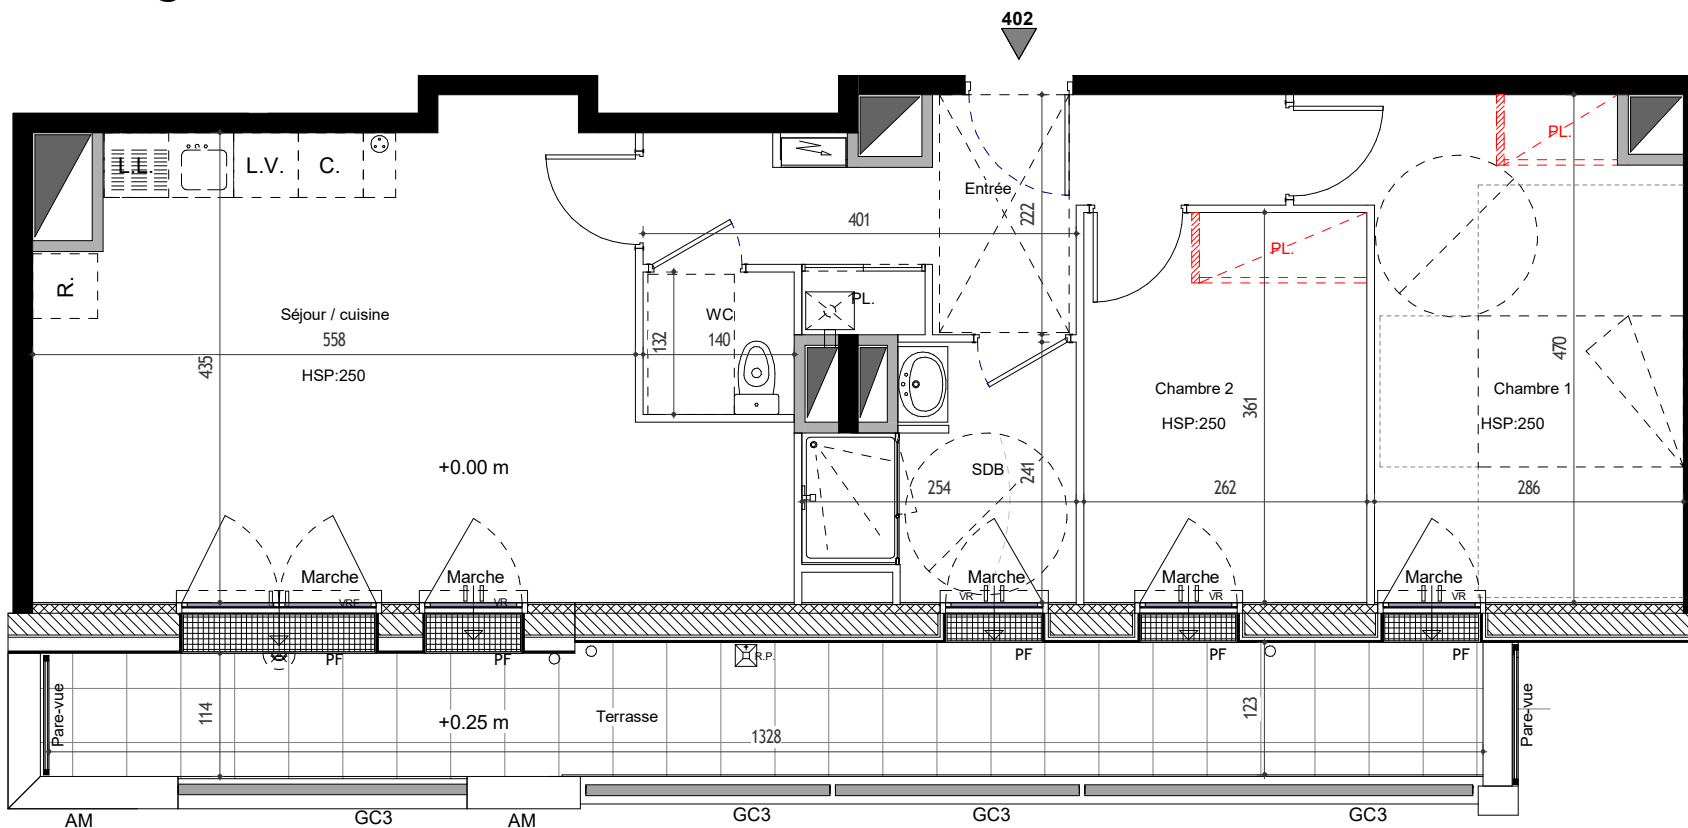 402
L.L.
L.V.
C.
PL.
Entrée
222
401
PL.
R.
Séjour / cuisine
558
HSP:250
435
WC
132
140
PL.
470
Chambre 2
HSP:250
361
Chambre 1
HSP:250
+0.00 m
SDB
241
254
262
286
Marche
Marche
Marche
Marche
Marche
VRE
VR
VR
VR
VR
PF
PF
R.P.
PF
PF
PF
Pare-vue
114
+0.25 m
Terrasse
1328
123
Pare-vue
AM
GC3
AM
GC3
GC3
GC3